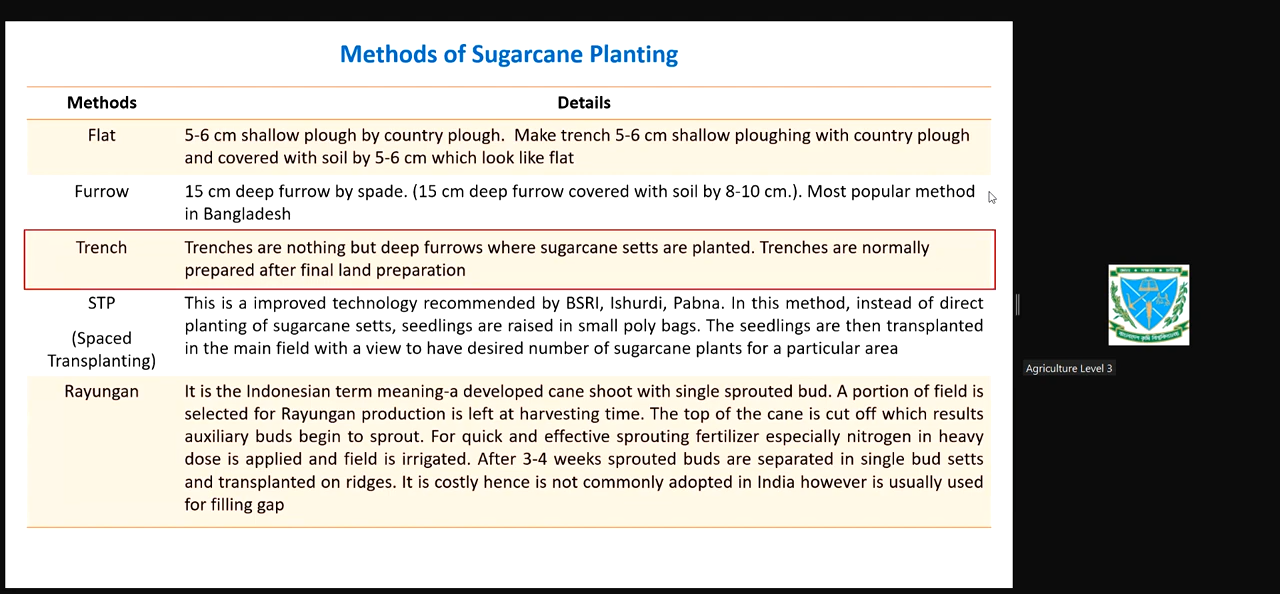 Methods of Sugarcane Planting
Methods Details
Flat
5-6 cm shallow plough by country plough. Make trench 5-6 cm shallow ploughing with country plough
and covered with soil by 5-6 cm which look like flat
Furrow
15 cm deep furrow by spade. (15 cm deep furrow covered with soil by 8-10 cm.). Most popular method
in Bangladesh
Trench
Trenches are nothing but deep furrows where sugarcane setts are planted. Trenches are normally
prepared after final land preparation
STP
(Spaced
Transplanting)
This is a improved technology recommended by BSRI, Ishurdi, Pabna. In this method, instead of direct
planting of sugarcane setts, seedlings are raised in small poly bags. The seedlings are then transplanted
in the main field with a view to have desired number of sugarcane plants for a particular area
Rayungan
It is the Indonesian term meaning-a developed cane shoot with single sprouted bud. A portion of field is
selected for Rayungan production is left at harvesting time. The top of the cane is cut off which results
auxiliary buds begin to sprout. For quick and effective sprouting fertilizer especially nitrogen in heavy
dose is applied and field is irrigated. After 3-4 weeks sprouted buds are separated in single bud setts
and transplanted on ridges. It is costly hence is not commonly adopted in India however is usually used
for filling gap
Agriculture Level 3